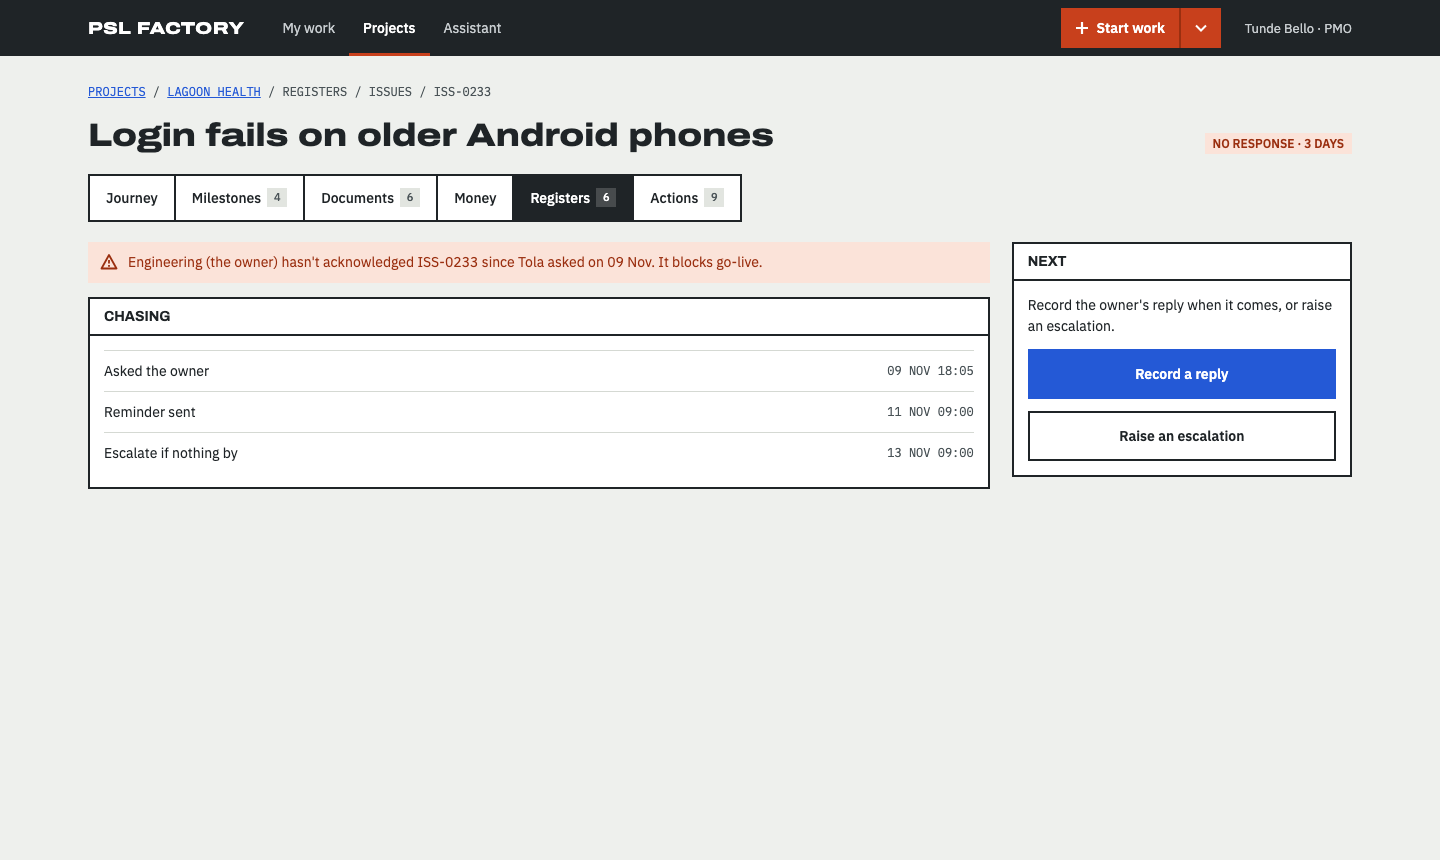 PSL FACTORY
My work
Projects
Assistant
Start work
Tunde Bello · PMO
PROJECTS / LAGOON HEALTH / REGISTERS / ISSUES / ISS-0233
Login fails on older Android phones
NO RESPONSE · 3 DAYS
Journey
Milestones 4
Documents 6
Money
Registers 6
Actions 9
Engineering (the owner) hasn't acknowledged ISS-0233 since Tola asked on 09 Nov. It blocks go-live.
CHASING
Asked the owner 09 NOV 18:05
Reminder sent 11 NOV 09:00
Escalate if nothing by 13 NOV 09:00
NEXT
Record the owner's reply when it comes, or raise
an escalation.
Record a reply
Raise an escalation